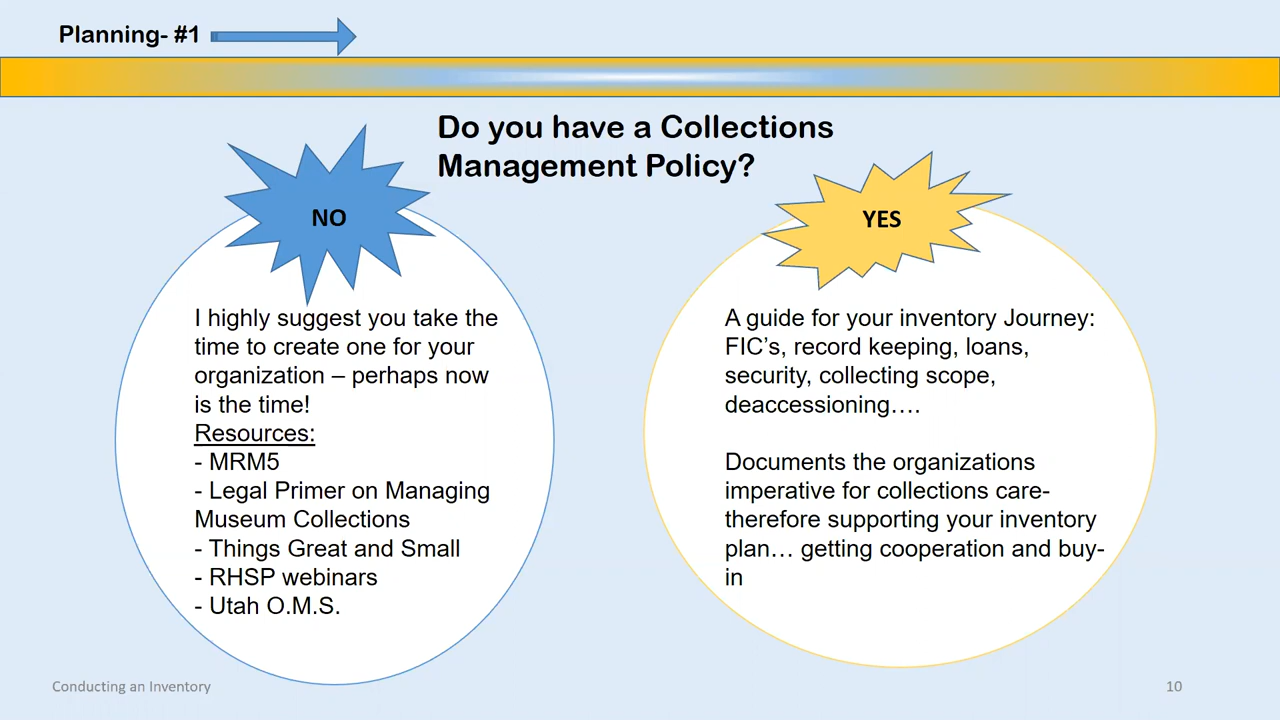 Planning- #1
Do you have a Collections
Management Policy?
NO
I highly suggest you take the
time to create one for your
organization – perhaps now
is the time!
Resources:
- MRM5
- Legal Primer on Managing
Museum Collections
- Things Great and Small
- RHSP webinars
- Utah O.M.S.
YES
A guide for your inventory Journey:
FIC's, record keeping, loans,
security, collecting scope,
deaccessioning….
Documents the organizations
imperative for collections care-
therefore supporting your inventory
plan… getting cooperation and buy-
in
Conducting an Inventory
10